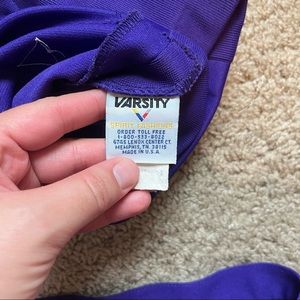 VARSITY
SPIRIT FASHIONS
ORDER TOLL FREE
1-800-533-8022
6745 LENOX CENTER CT.
MEMPHIS, TN. 38115
MADE IN U.S.A.